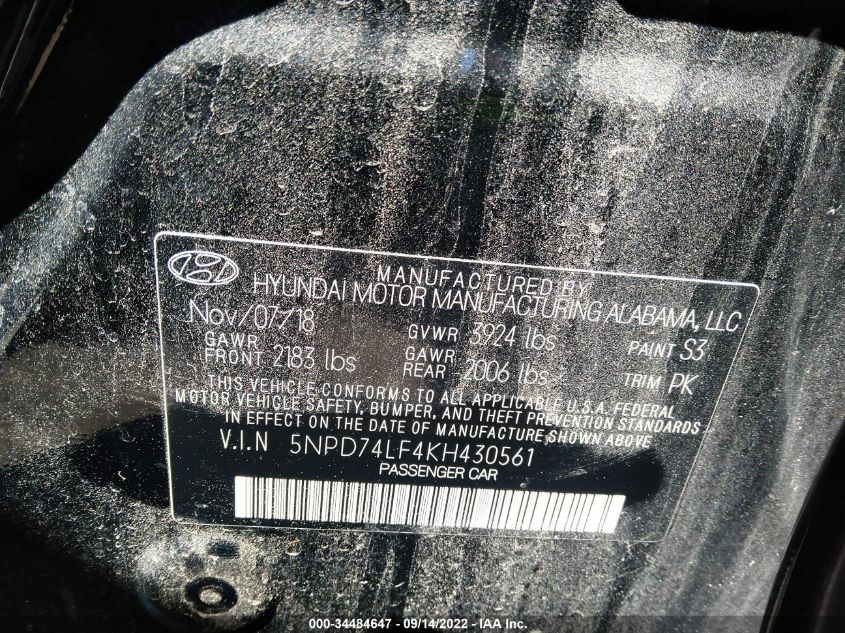 MANUFACTURED BY
HYUNDAI MOTOR MANUFACTURING ALABAMA, LLC
Nov/07/18
GVWR 3924 lbs
PAINT S3
GAWR
FRONT 2183 lbs
GAWR
REAR 2006 lbs
TRIM PK
THIS VEHICLE CONFORMS TO ALL APPLICABLE U.S.A. FEDERAL
MOTOR VEHICLE SAFETY, BUMPER, AND THEFT PREVENTION STANDARDS
IN EFFECT ON THE DATE OF MANUFACTURE SHOWN ABOVE
V.I.N 5NPD74LF4KH430561
PASSENGER CAR
000-34484647 - 09/14/2022 - IAA Inc.